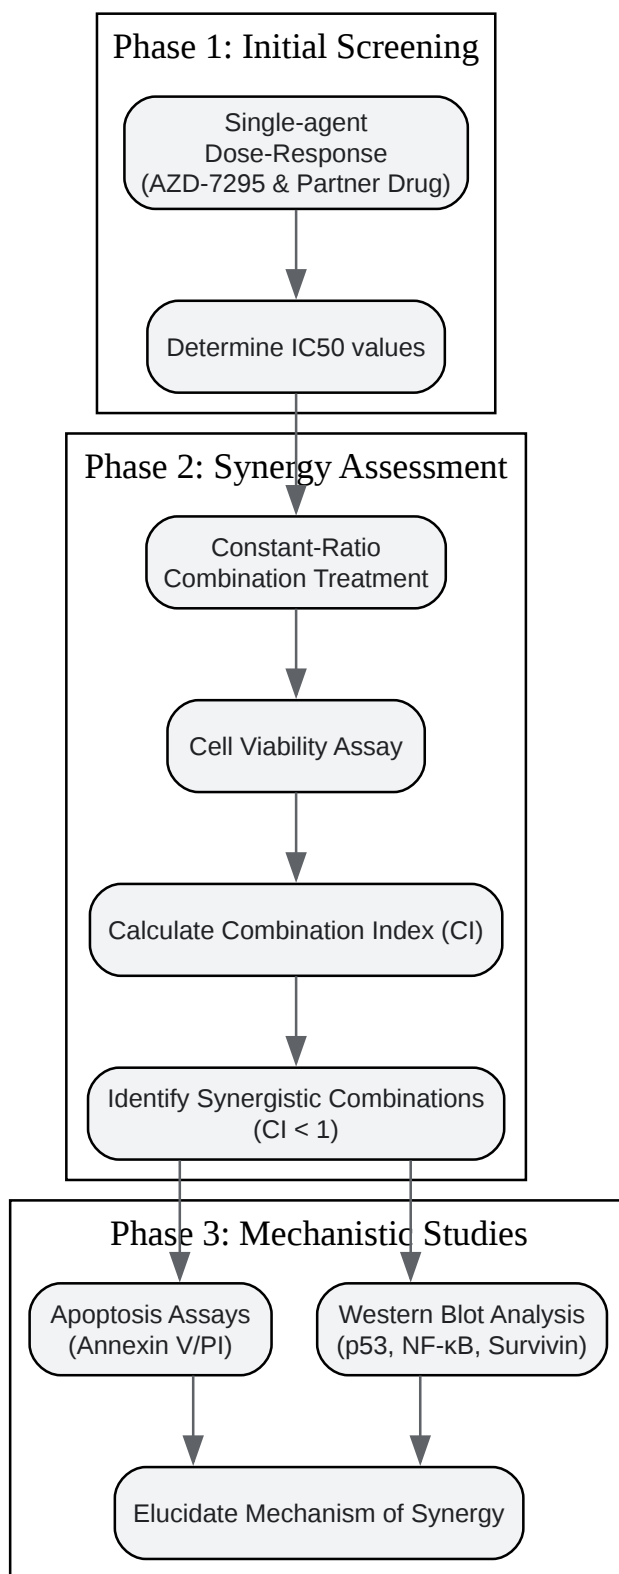 Phase 1: Initial Screening
Single-agent
Dose-Response
(AZD-7295 & Partner Drug)
Determine IC50 values
Phase 2: Synergy Assessment
Constant-Ratio
Combination Treatment
Cell Viability Assay
Calculate Combination Index (CI)
Identify Synergistic Combinations
(CI < 1)
Phase 3: Mechanistic Studies
Apoptosis Assays
(Annexin V/PI)
Western Blot Analysis
(p53, NF-κB, Survivin)
Elucidate Mechanism of Synergy